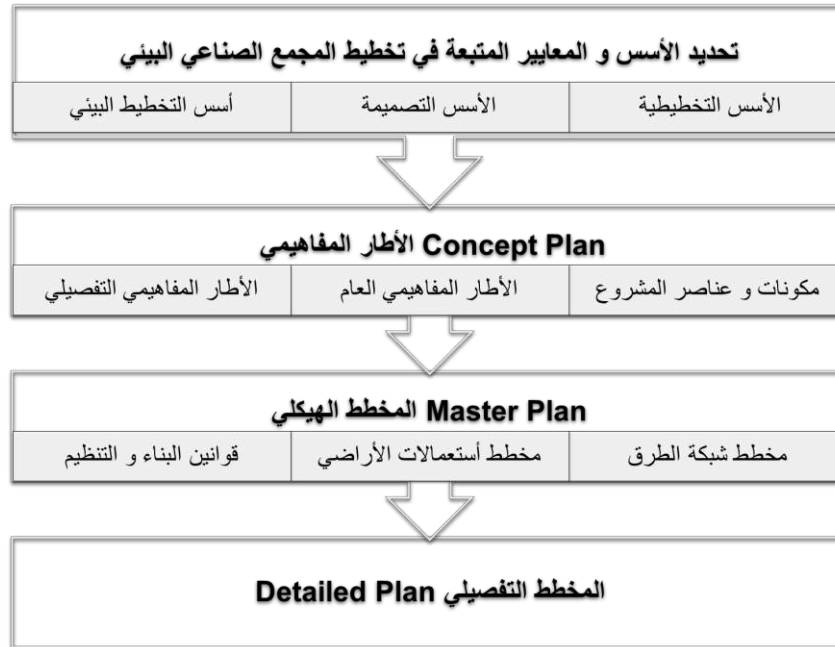 تحديد الأسس و المعايير المتبعة في تخطيط المجمع الصناعي البيئي
الأسس التخطيطية
الأسس التصميمة
أسس التخطيط البيئي
الأطار المفاهيمي Concept Plan
مكونات و عناصر المشروع
الأطار المفاهيمي العام
الأطار المفاهيمي التفصيلي
المخطط الهيكلي Master Plan
مخطط شبكة الطرق
مخطط أستعمالات الأراضي
قوانين البناء و التنظيم
المخطط التفصيلي Detailed Plan